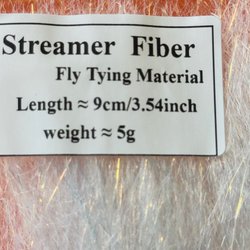 Streamer Fiber
Fly Tying Material
Length ≈ 9cm/3.54inch
weight ≈ 5g